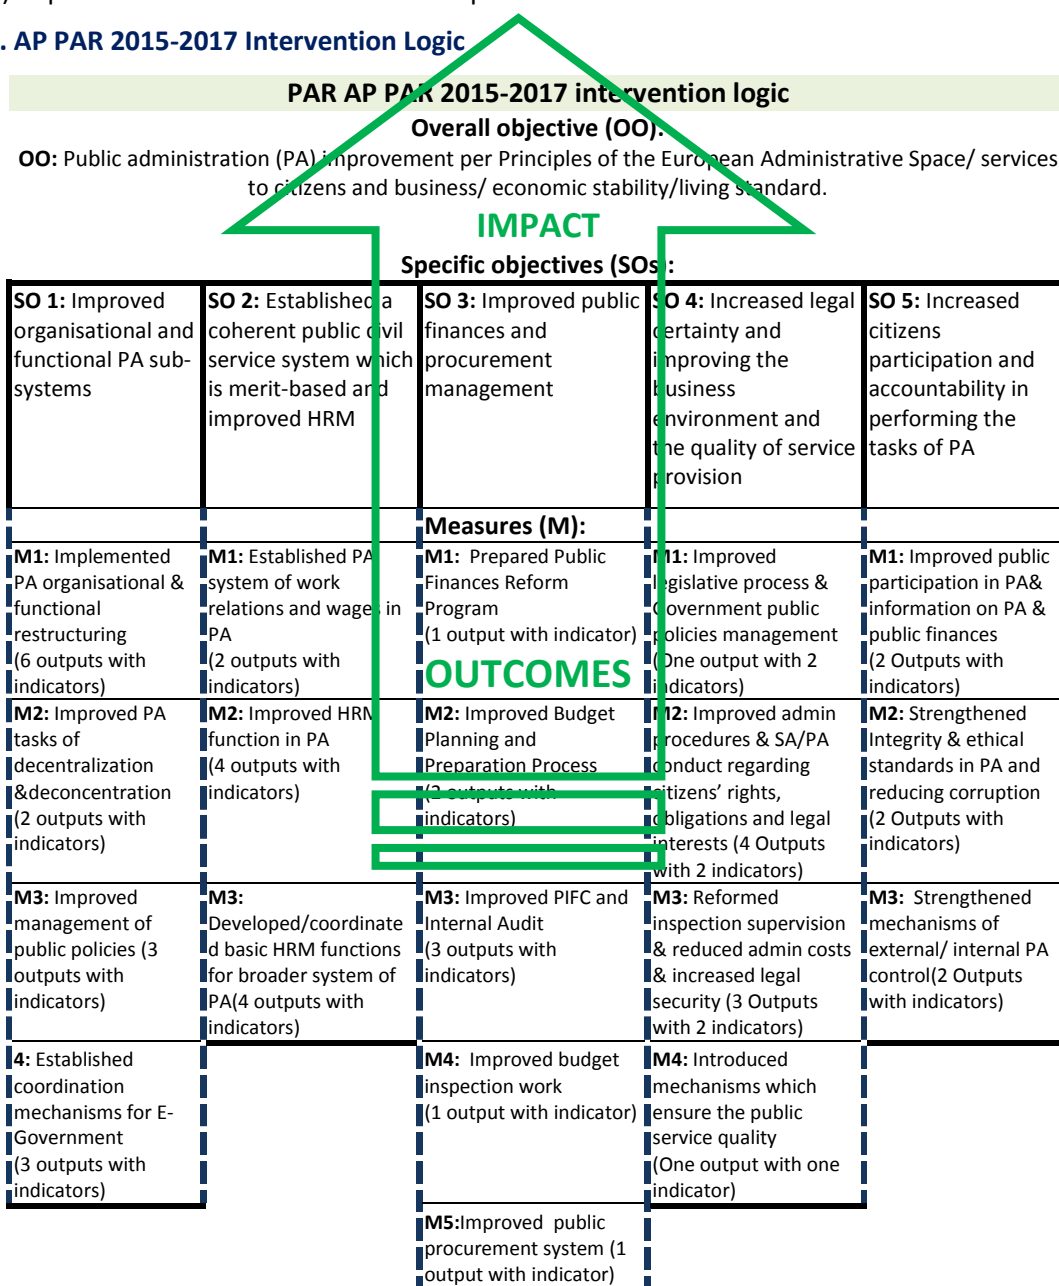 . AP PAR 2015-2017 Intervention Logic
PAR AP PAR 2015-2017 intervention logic
Overall objective (OO):
OO: Public administration (PA) improvement per Principles of the European Administrative Space/ services
to citizens and business/ economic stability/living standard.
IMPACT
Specific objectives (SOs):
SO 1: Improved
organisational and
functional PA sub-
systems
SO 2: Established a
coherent public civil
service system which
is merit-based and
improved HRM
SO 3: Improved public
finances and
procurement
management
SO 4: Increased legal
certainty and
improving the
business
environment and
the quality of service
provision
SO 5: Increased
citizens
participation and
accountability in
performing the
tasks of PA
Measures (M):
M1: Implemented
PA organisational &
functional
restructuring
(6 outputs with
indicators)
M1: Established PA
system of work
relations and wages in
PA
(2 outputs with
indicators)
M1: Prepared Public
Finances Reform
Program
(1 output with indicator)
OUTCOMES
M1: Improved
legislative process &
Government public
policies management
(One output with 2
indicators)
M1: Improved public
participation in PA&
information on PA &
public finances
(2 Outputs with
indicators)
M2: Improved PA
tasks of
decentralization
&deconcentration
(2 outputs with
indicators)
M2: Improved HRM
function in PA
(4 outputs with
indicators)
M2: Improved Budget
Planning and
Preparation Process
(2 outputs with
indicators)
M2: Improved admin
procedures & SA/PA
conduct regarding
citizens’ rights,
obligations and legal
interests (4 Outputs
with 2 indicators)
M2: Strengthened
Integrity & ethical
standards in PA and
reducing corruption
(2 Outputs with
indicators)
M3: Improved
management of
public policies (3
outputs with
indicators)
M3:
Developed/coordinate
d basic HRM functions
for broader system of
PA(4 outputs with
indicators)
M3: Improved PIFC and
Internal Audit
(3 outputs with
indicators)
M3: Reformed
inspection supervision
& reduced admin costs
& increased legal
security (3 Outputs
with 2 indicators)
M3: Strengthened
mechanisms of
external/ internal PA
control(2 Outputs
with indicators)
4: Established
coordination
mechanisms for E-
Government
(3 outputs with
indicators)
M4: Improved budget
inspection work
(1 output with indicator)
M4: Introduced
mechanisms which
ensure the public
service quality
(One output with one
indicator)
M5:Improved public
procurement system (1
output with indicator)